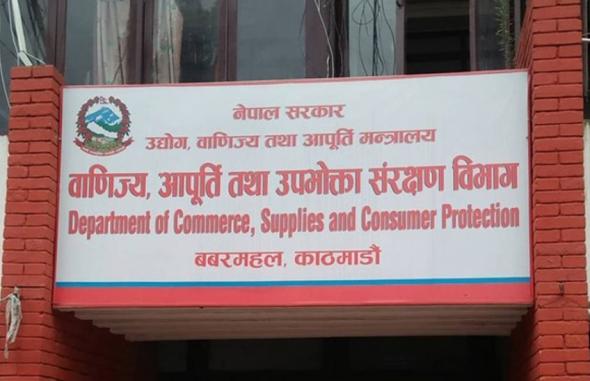 नेपाल सरकार
उद्योग, वाणिज्य तथा आपूर्ति मन्त्रालय
वाणिज्य, आपूर्ति तथा उपभोक्ता संरक्षण विभाग
Department of Commerce, Supplies and Consumer Protection
बबरमहल, काठमाडौं